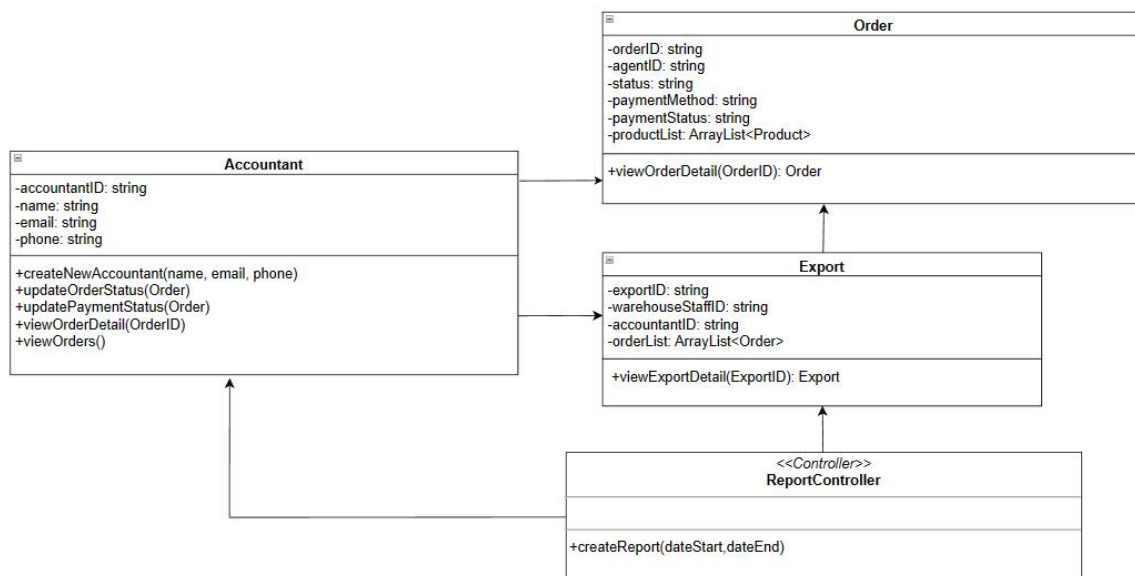 Order
-orderID: string
-agentID: string
-status: string
-paymentMethod: string
-paymentStatus: string
-productList: ArrayList<Product>
+viewOrderDetail(OrderID): Order
Accountant
-accountantID: string
-name: string
-email: string
-phone: string
+createNewAccountant(name, email, phone)
+updateOrderStatus(Order)
+updatePaymentStatus(Order)
+viewOrderDetail(OrderID)
+viewOrders()
Export
-exportID: string
-warehouseStaffID: string
-accountantID: string
-orderList: ArrayList<Order>
+viewExportDetail(ExportID): Export
<<Controller>>
ReportController
+createReport(dateStart,dateEnd)